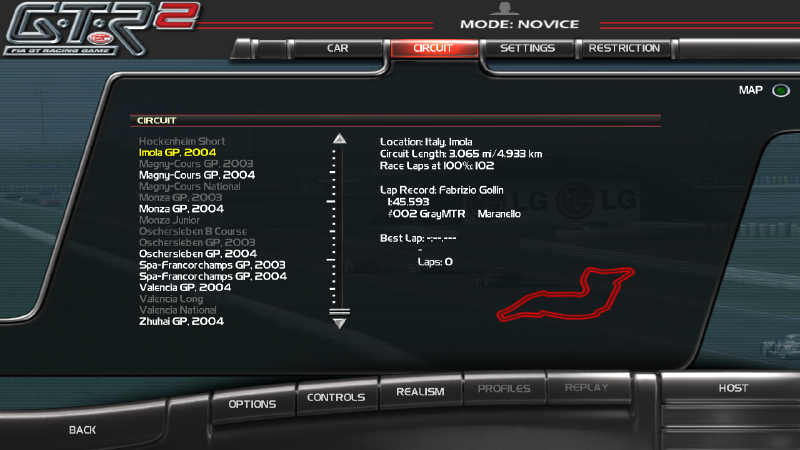 GTR2
FIA GT RACING GAME
MODE: NOVICE
CAR
CIRCUIT
SETTINGS
RESTRICTION
MAP
CIRCUIT
Hockenheim Short
Imola GP, 2004
Magny-Cours GP, 2003
Magny-Cours GP, 2004
Magny-Cours National
Monza GP, 2003
Monza GP, 2004
Monza Junior
Oschersleben B Course
Oschersleben GP, 2003
Oschersleben GP, 2004
Spa-Francorchamps GP, 2003
Spa-Francorchamps GP, 2004
Valencia GP, 2004
Valencia Long
Valencia National
Zhuhai GP, 2004
Location: Italy, Imola
Circuit Length: 3.065 mi/4.933 km
Race Laps at 100%: 102
Lap Record: Fabrizio Gollin
1:45.593
#002 GrayMTR Maranello
Best Lap: -:--.---
-
Laps: 0
LG LG
BACK
OPTIONS
CONTROLS
REALISM
PROFILES
REPLAY
HOST